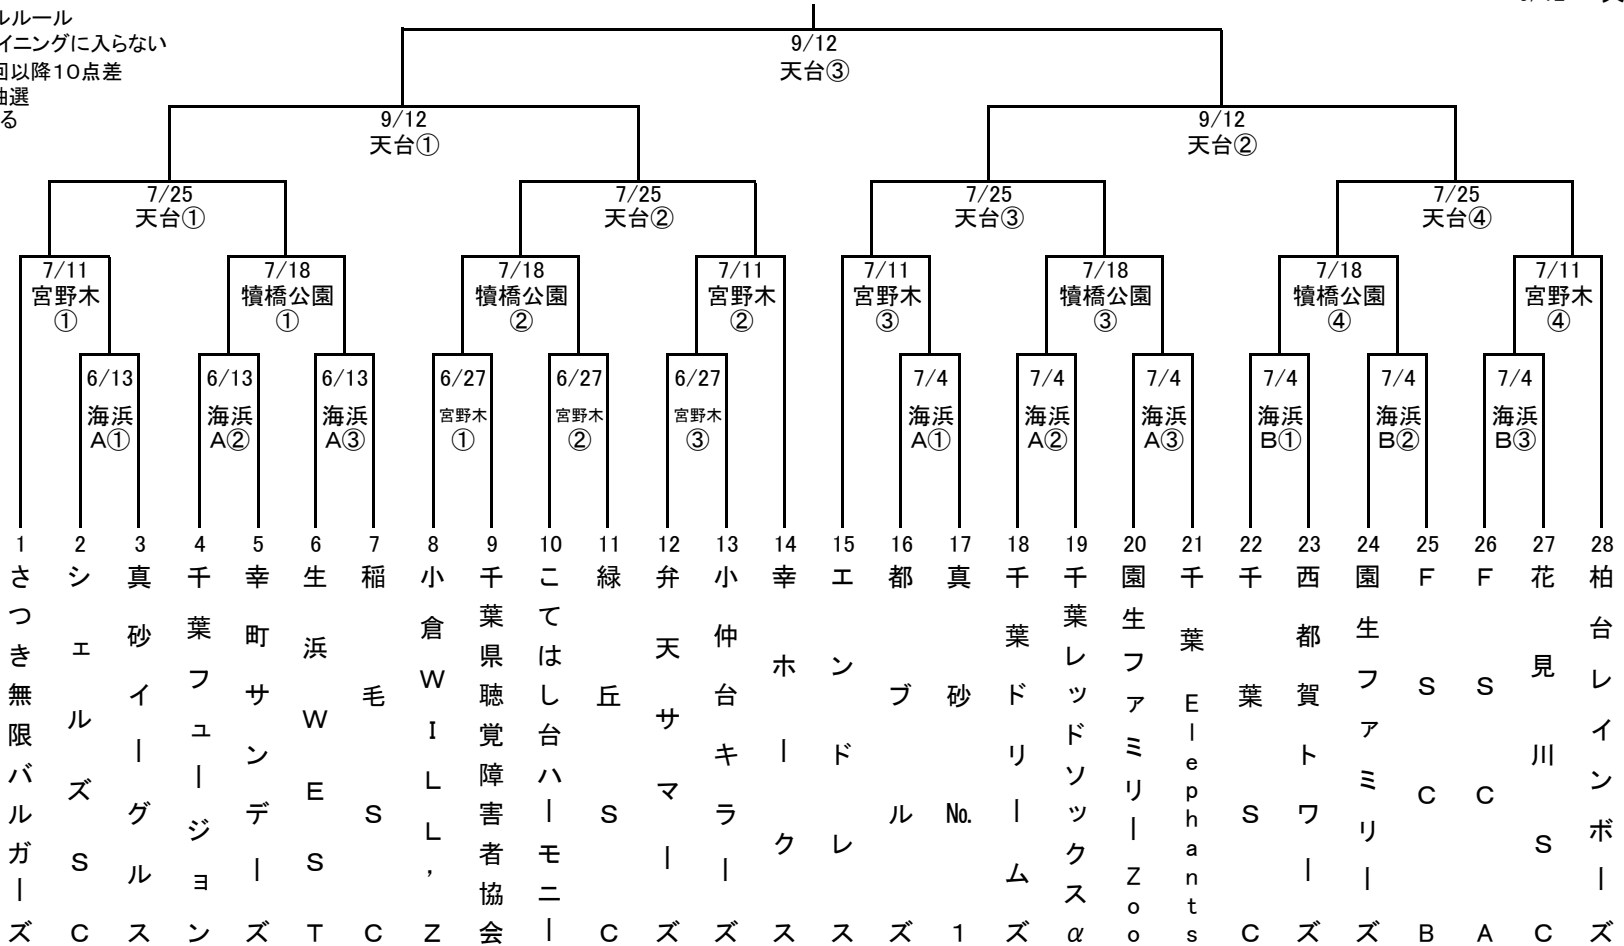 ルルール
イニングに入らない
回以降10点差
抽選
る
9/12
天台③
9/12
天台①
9/12
天台②
7/25
天台①
7/25
天台②
7/25
天台③
7/25
天台④
7/11
宮野木
①
7/18
犢橋公園
①
7/18
犢橋公園
②
7/11
宮野木
②
7/11
宮野木
③
7/18
犢橋公園
③
7/18
犢橋公園
④
7/11
宮野木
④
6/13
海浜
A①
6/13
海浜
A②
6/13
海浜
A③
6/27
宮野木
①
6/27
宮野木
②
6/27
宮野木
③
7/4
海浜
A①
7/4
海浜
A②
7/4
海浜
A③
7/4
海浜
B①
7/4
海浜
B②
7/4
海浜
B③
1 さつき無限バルガーズ
2 シェルズSC
3 真砂イーグルス
4 千葉フュージョン
5 幸町サンデーズ
6 生浜WEST
7 稲毛SC
8 小倉WILL,Z
9 千葉県聴覚障害者協会
10 こてはし台ハーモニー
11 緑丘SC
12 弁天サマーズ
13 小仲台キラーズ
14 幸ホークス
15 エンドレス
16 都ブルズ
17 真砂№1
18 千葉ドリームズ
19 千葉レッドソックスα
20 園生ファミリーZoo
21 千葉Elephants
22 千葉SC
23 西都賀トワーズ
24 園生ファミリーズ
25 FSCB
26 FSCA
27 花見川SC
28 柏台レインボーズ